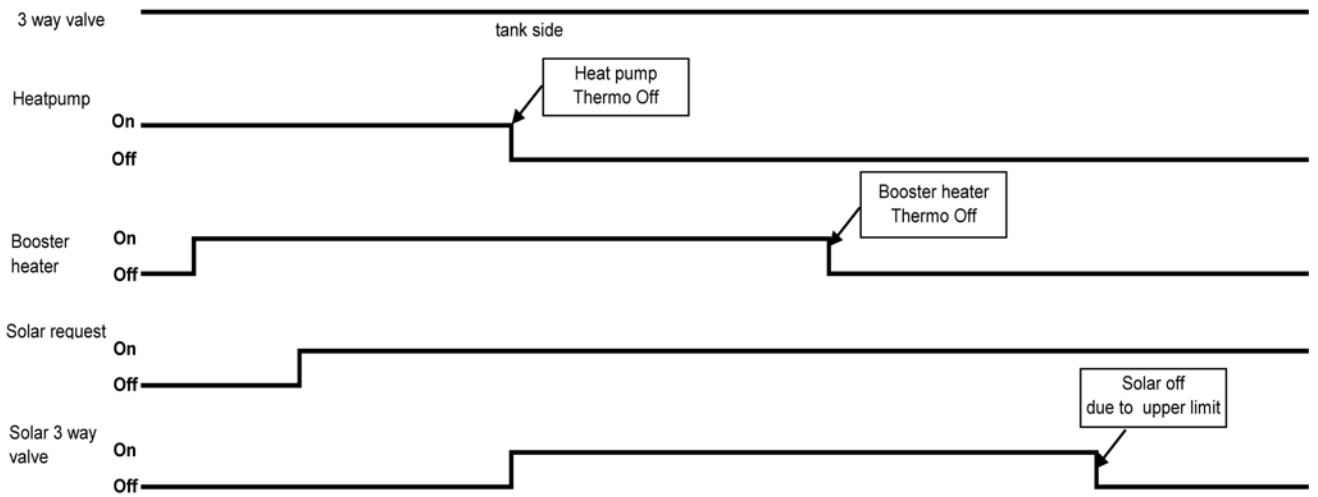 3 way valve
tank side
Heat pump
Thermo Off
Heatpump
On
Off
Booster heater
Thermo Off
Booster
heater
On
Off
Solar request
On
Off
Solar off
due to upper limit
Solar 3 way
valve
On
Off